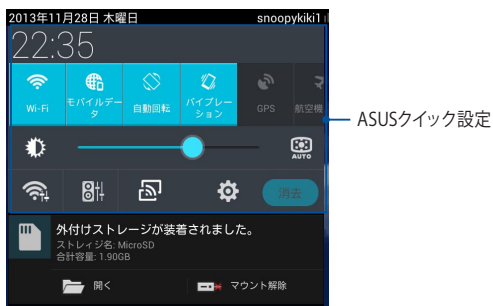 2013年11月28日 木曜日 snoopykiki1
22:35
Wi-Fi モバイルデー
タ 自動回転 バイブレー
ション GPS 航空機
ASUSクイック設定
AUTO
消去
外付けストレージが装着されました。
ストレイジ名: MicroSD
合計容量: 1.90GB
開く マウント解除